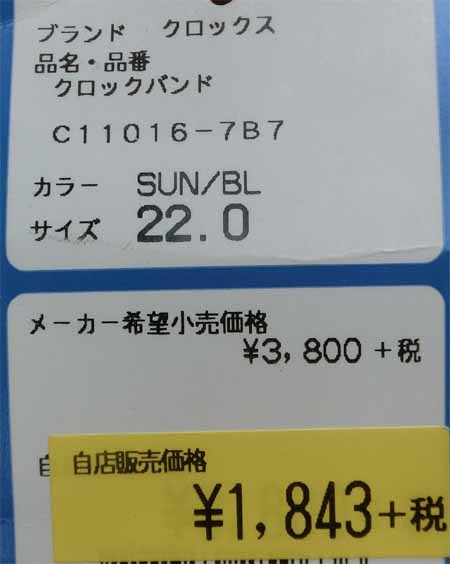 ブランド クロックス
品名・品番
クロックバンド
C11016-7B7
カラー SUN/BL
サイズ 22.0
メーカー希望小売価格
¥3,800+税
自
自店販売価格
¥1,843+税